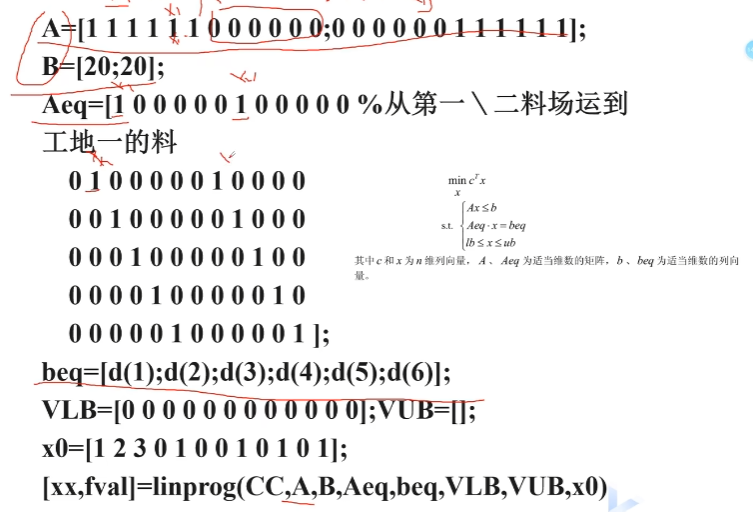 A=[1 1 1 1 1 1 0 0 0 0 0 0;0 0 0 0 0 0 1 1 1 1 1 1];
B=[20;20];
Aeq=[1 0 0 0 0 0 1 0 0 0 0 0 %从第一\二料场运到
工地一的料
0 1 0 0 0 0 0 1 0 0 0 0
0 0 1 0 0 0 0 0 1 0 0 0
0 0 0 1 0 0 0 0 0 1 0 0
0 0 0 0 1 0 0 0 0 0 1 0
0 0 0 0 0 1 0 0 0 0 0 1 ];
beq=[d(1);d(2);d(3);d(4);d(5);d(6)];
VLB=[0 0 0 0 0 0 0 0 0 0 0 0];VUB=[];
x0=[1 2 3 0 1 0 0 1 0 1 0 1];
[xx,fval]=linprog(CC,A,B,Aeq,beq,VLB,VUB,x0)
min c^T x
x
s.t. { Ax ≤ b
Aeq · x = beq
lb ≤ x ≤ ub
其中 c 和 x 为 n 维列向量，A 、 Aeq 为适当维数的矩阵，b 、 beq 为适当维数的列向
量。